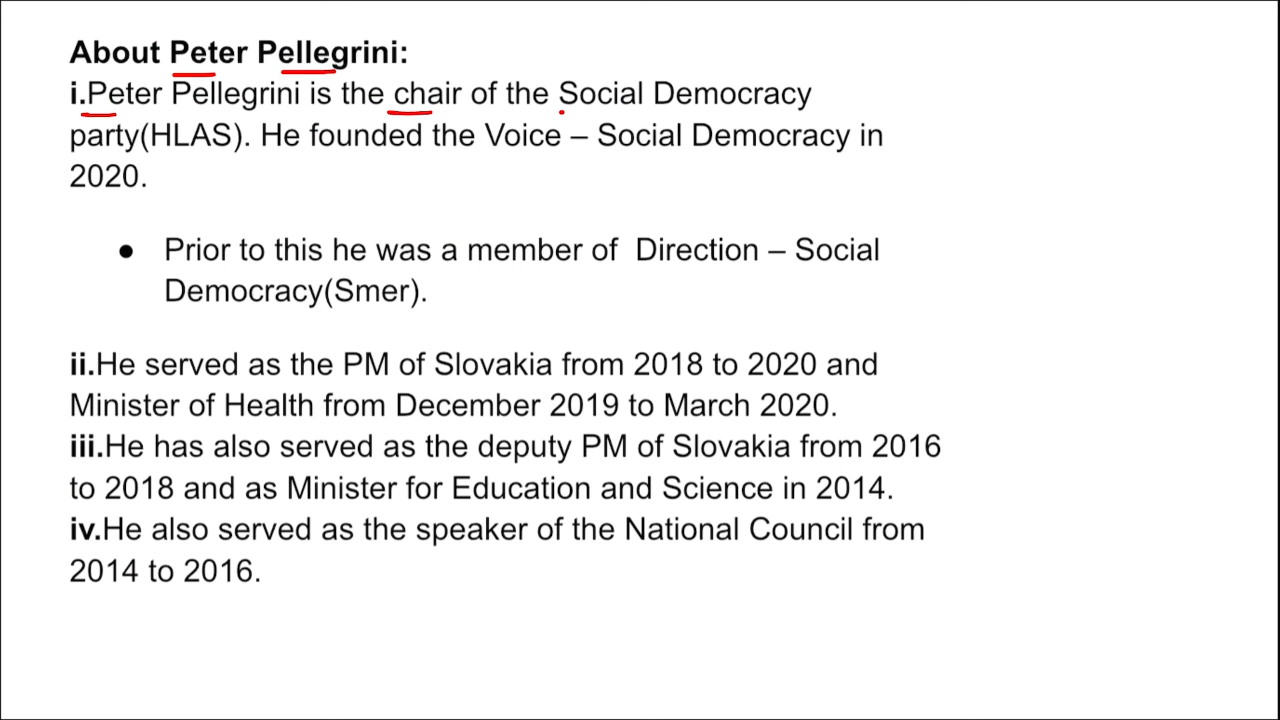 About Peter Pellegrini:
i.Peter Pellegrini is the chair of the Social Democracy
party(HLAS). He founded the Voice – Social Democracy in
2020.
● Prior to this he was a member of  Direction – Social
Democracy(Smer).
ii.He served as the PM of Slovakia from 2018 to 2020 and
Minister of Health from December 2019 to March 2020.
iii.He has also served as the deputy PM of Slovakia from 2016
to 2018 and as Minister for Education and Science in 2014.
iv.He also served as the speaker of the National Council from
2014 to 2016.